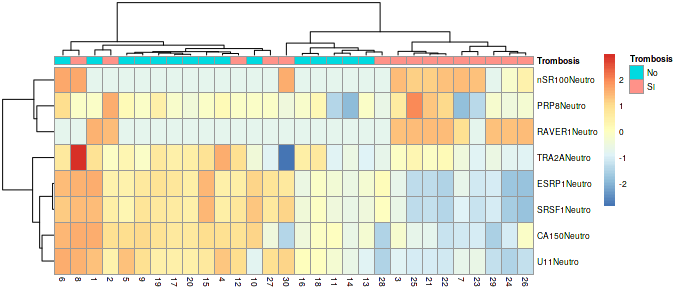 Trombosis
nSR100Neutro
PRP8Neutro
RAVER1Neutro
TRA2ANeutro
ESRP1Neutro
SRSF1Neutro
CA150Neutro
U11Neutro
6 8 1 2 5 9 19 17 20 15 4 12 10 27 30 16 18 11 14 13 28 3 25 21 22 7 23 29 24 26
2
1
0
-1
-2
Trombosis
No
SI